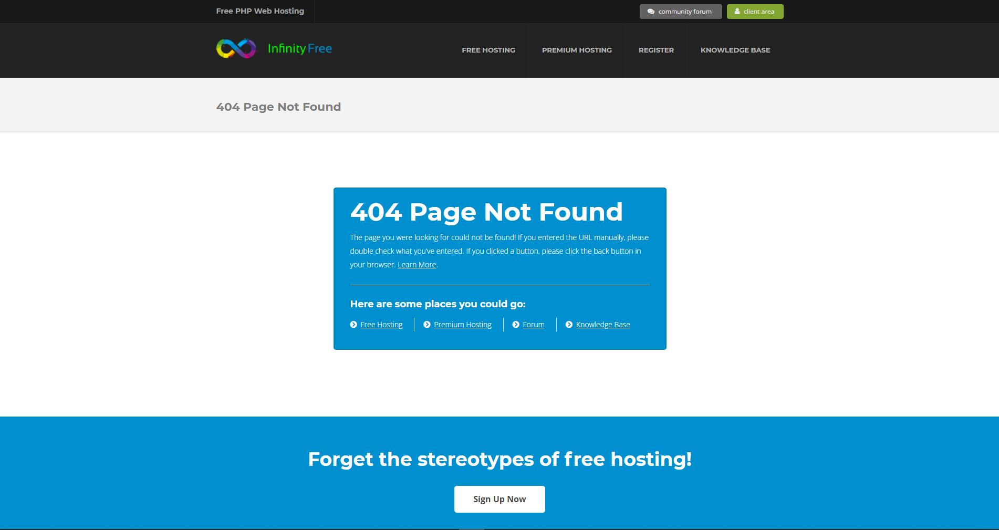 Free PHP Web Hosting
community forum
client area
Infinity Free
FREE HOSTING
PREMIUM HOSTING
REGISTER
KNOWLEDGE BASE
404 Page Not Found
404 Page Not Found
The page you were looking for could not be found! If you entered the URL manually, please
double check what you've entered. If you clicked a button, please click the back button in
your browser. Learn More.
Here are some places you could go:
Free Hosting
Premium Hosting
Forum
Knowledge Base
Forget the stereotypes of free hosting!
Sign Up Now